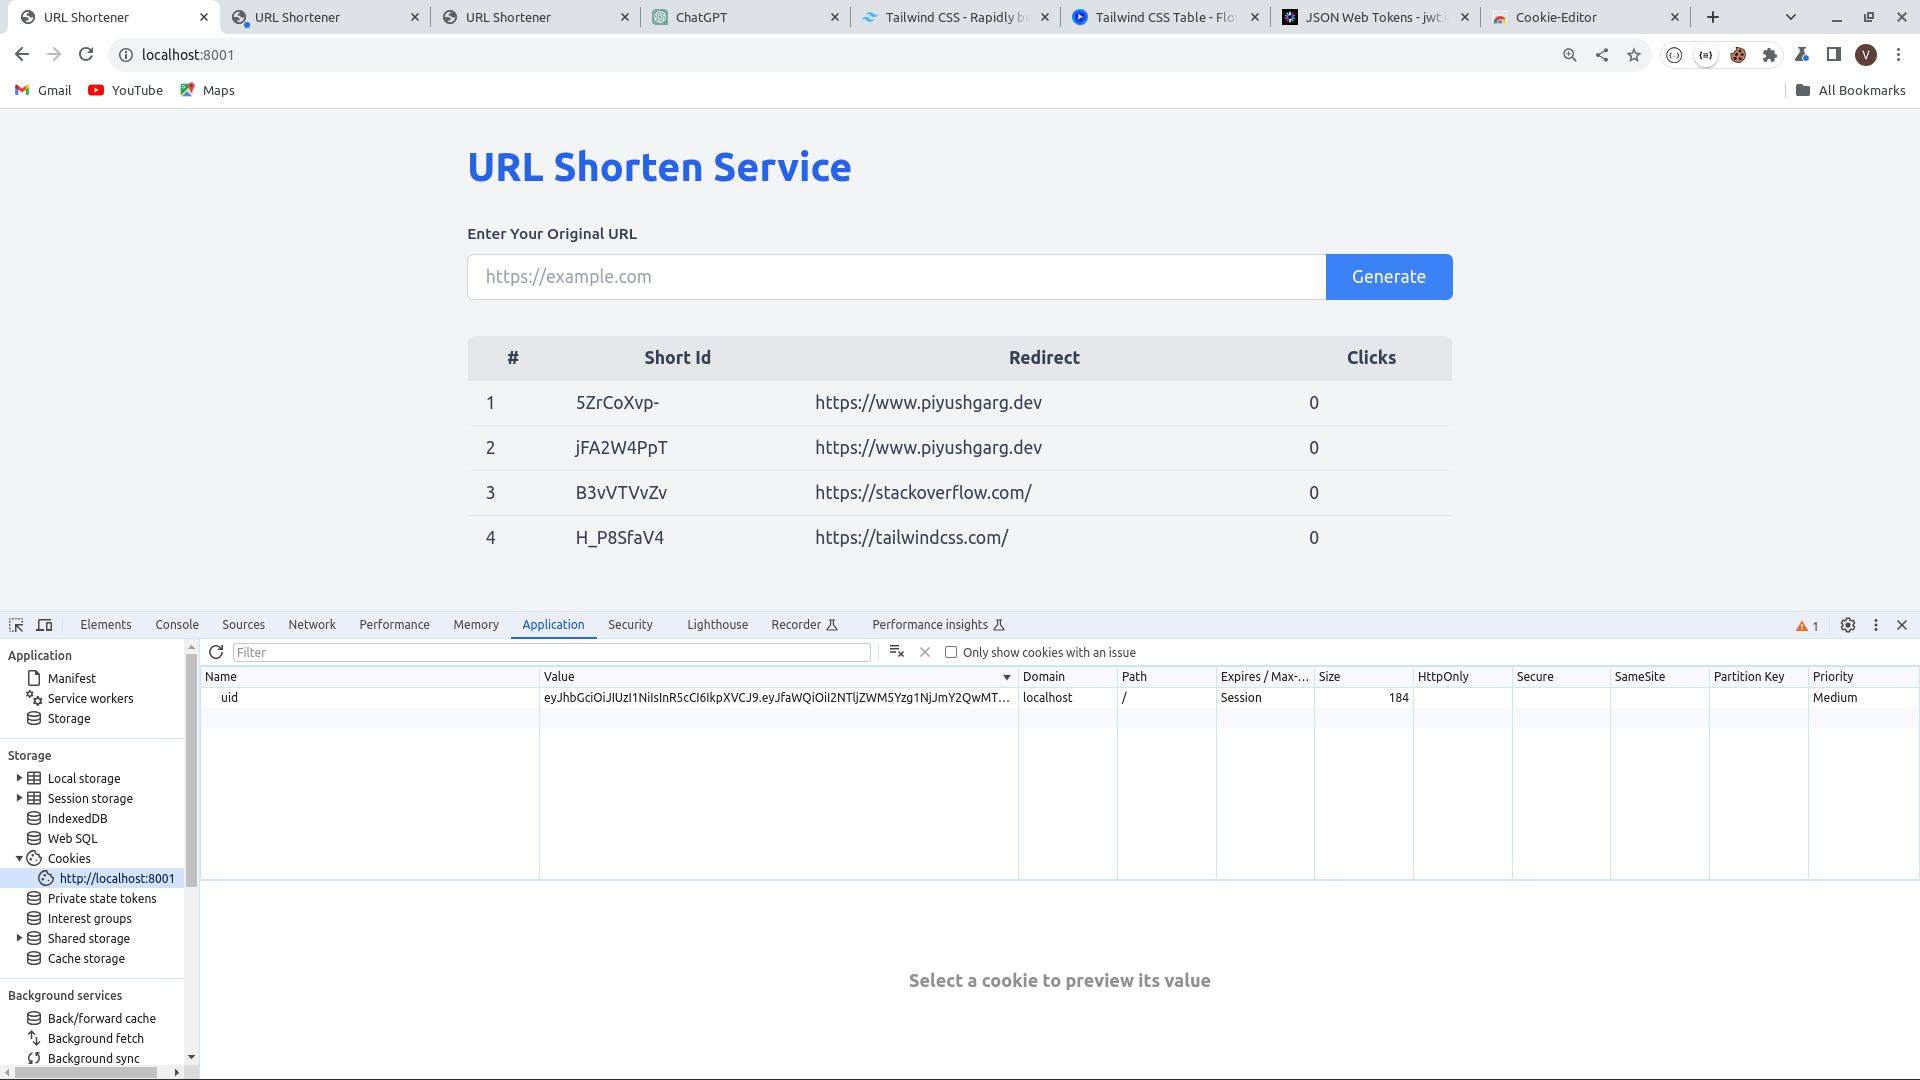 URL Shortener
URL Shortener
URL Shortener
ChatGPT
Tailwind CSS - Rapidly b
Tailwind CSS Table - Flo
JSON Web Tokens - jwt.
Cookie-Editor
localhost:8001
V
Gmail
YouTube
Maps
All Bookmarks
URL Shorten Service
Enter Your Original URL
https://example.com
Generate
# Short Id Redirect Clicks
1 5ZrCoXvp- https://www.piyushgarg.dev 0
2 jFA2W4PpT https://www.piyushgarg.dev 0
3 B3vVTVvZv https://stackoverflow.com/ 0
4 H_P8SfaV4 https://tailwindcss.com/ 0
Elements Console Sources Network Performance Memory Application Security Lighthouse Recorder Performance insights 1
Application
Manifest
Service workers
Storage
Storage
Local storage
Session storage
IndexedDB
Web SQL
Cookies
http://localhost:8001
Private state tokens
Interest groups
Shared storage
Cache storage
Background services
Back/forward cache
Background fetch
Background sync
Filter
Only show cookies with an issue
Name Value Domain Path Expires / Max-... Size HttpOnly Secure SameSite Partition Key Priority
uid eyJhbGciOiJIUzI1NiIsInR5cCI6IkpXVCJ9.eyJfaWQiOiI2NTljZWM5Yzg1NjJmY2QwMT... localhost / Session 184 Medium
Select a cookie to preview its value